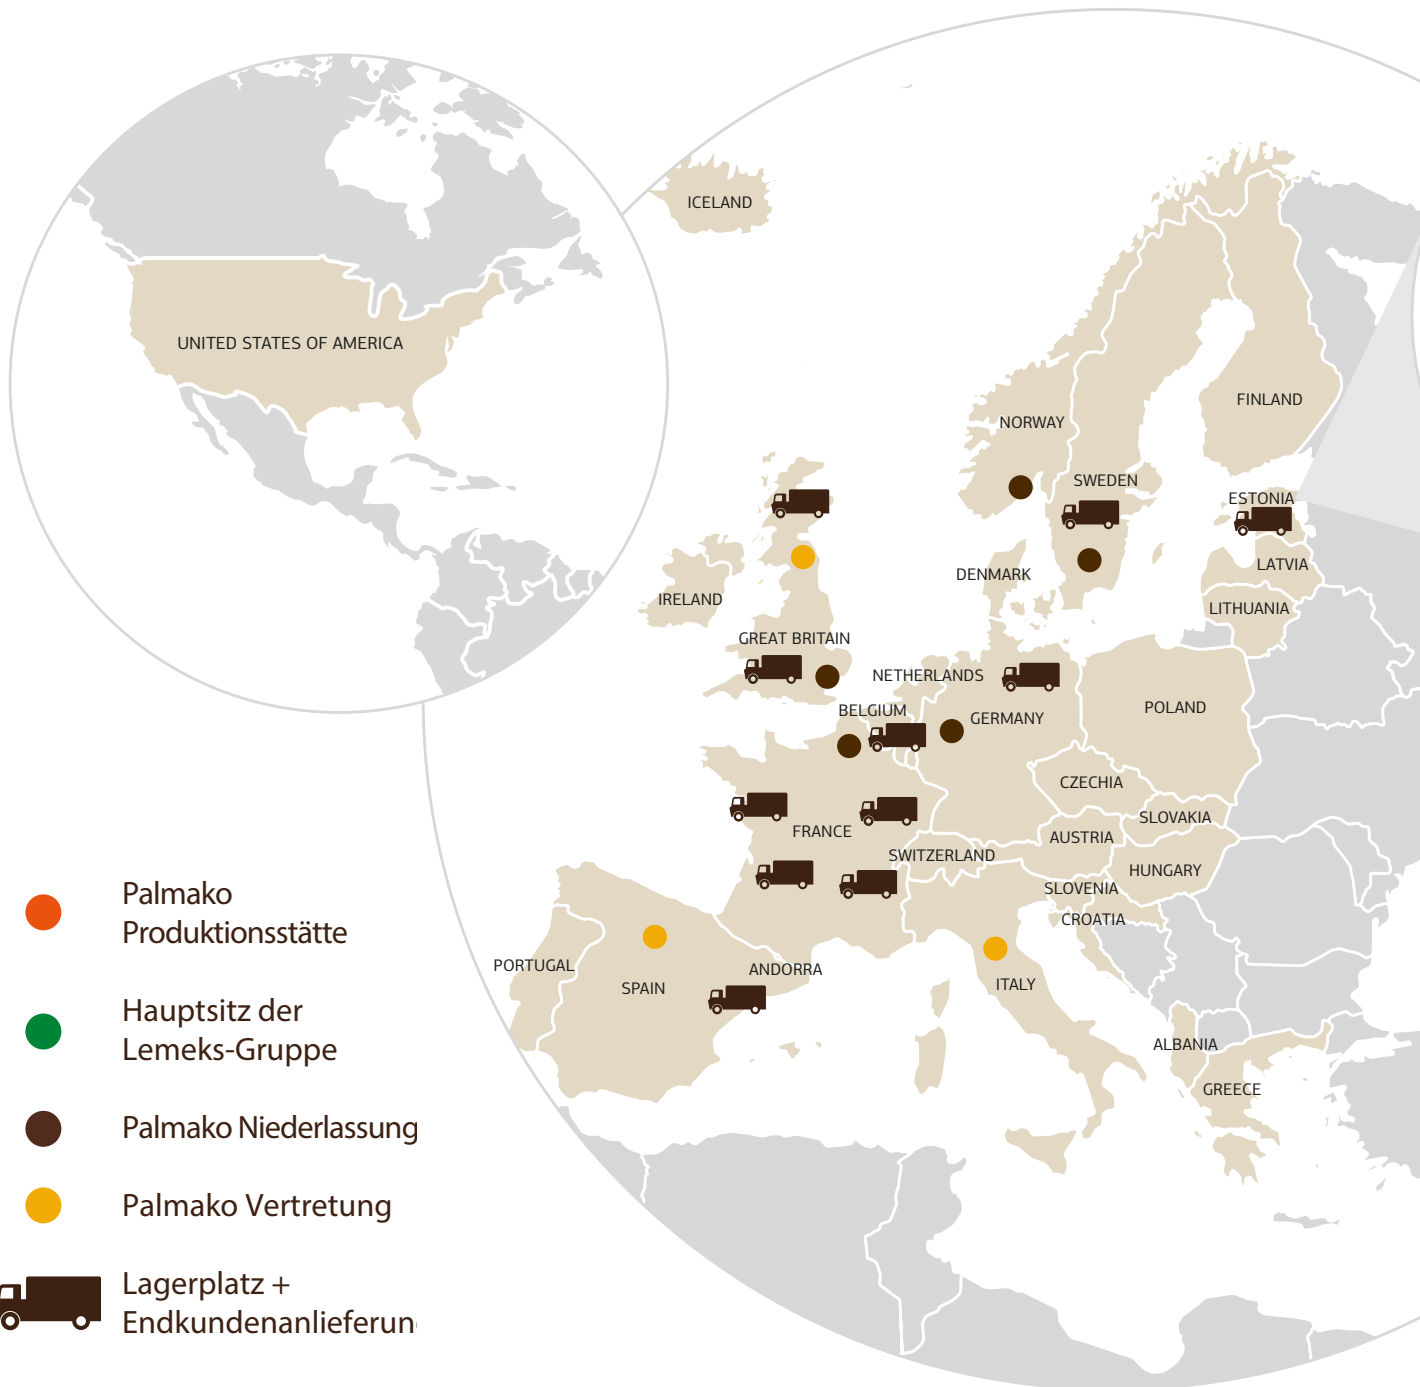 ICELAND
UNITED STATES OF AMERICA
FINLAND
NORWAY
SWEDEN
ESTONIA
LATVIA
DENMARK
IRELAND
LITHUANIA
GREAT BRITAIN
NETHERLANDS
BELGIUM
GERMANY
POLAND
CZECHIA
SLOVAKIA
FRANCE
AUSTRIA
SWITZERLAND
HUNGARY
SLOVENIA
CROATIA
PORTUGAL
ANDORRA
SPAIN
ITALY
ALBANIA
GREECE
Palmako
Produktionsstätte
Hauptsitz der
Lemeks-Gruppe
Palmako Niederlassung
Palmako Vertretung
Lagerplatz +
Endkundenanlieferun